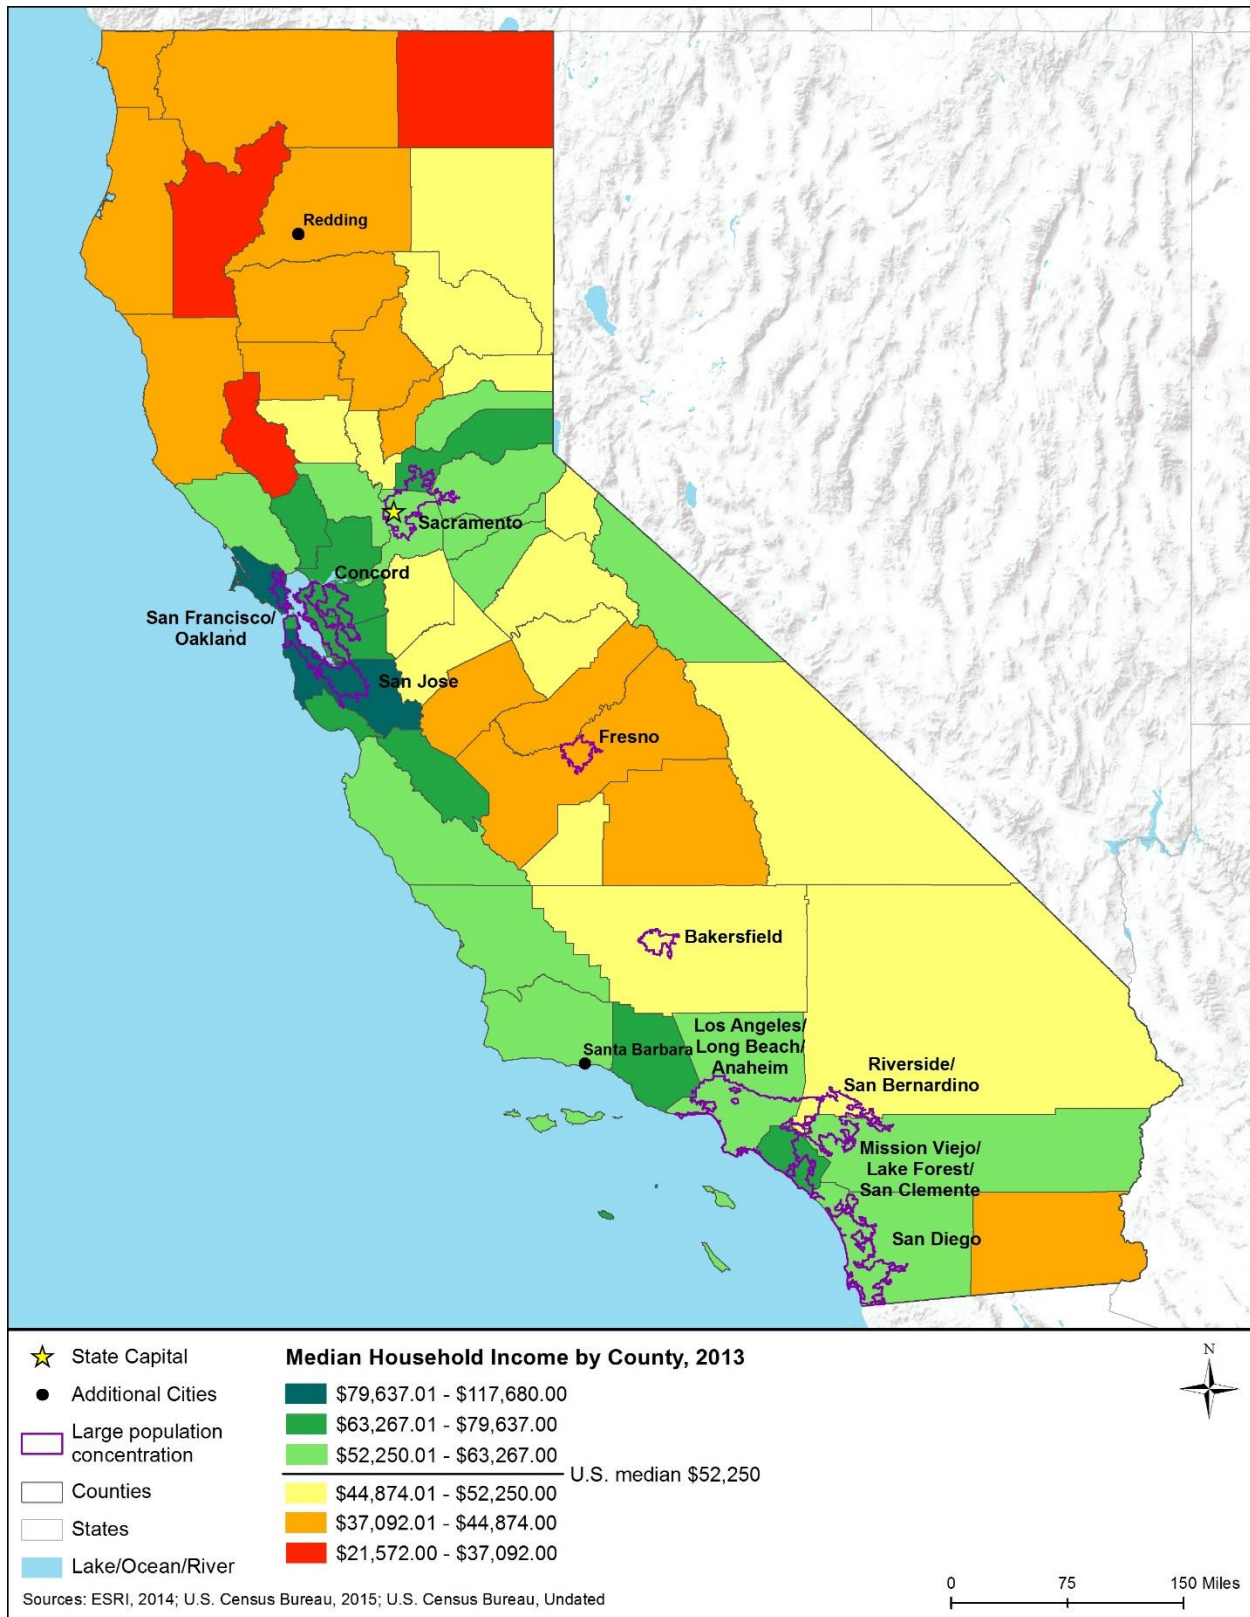 Redding
Sacramento
Concord
San Francisco/
Oakland
San Jose
Fresno
Bakersfield
Los Angeles/
Long Beach/
Anaheim
Santa Barbara
Riverside/
San Bernardino
Mission Viejo/
Lake Forest/
San Clemente
San Diego
State Capital
Additional Cities
Large population
concentration
Counties
States
Lake/Ocean/River
Median Household Income by County, 2013
$79,637.01 - $117,680.00
$63,267.01 - $79,637.00
$52,250.01 - $63,267.00
U.S. median $52,250
$44,874.01 - $52,250.00
$37,092.01 - $44,874.00
$21,572.00 - $37,092.00
N
Sources: ESRI, 2014; U.S. Census Bureau, 2015; U.S. Census Bureau, Undated
0 75 150 Miles